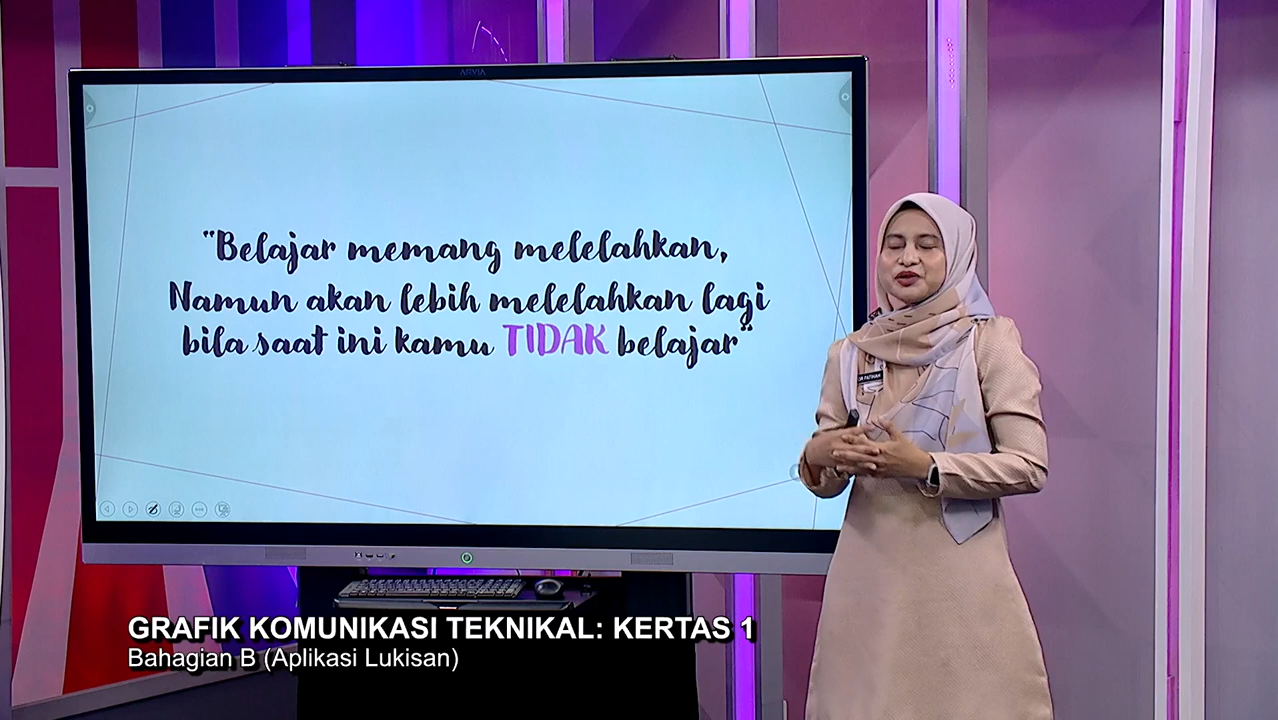 ARVIA
"Belajar memang melelahkan,
Namun akan lebih melelahkan lagi
bila saat ini kamu TIDAK belajar"
GRAFIK KOMUNIKASI TEKNIKAL: KERTAS 1
Bahagian B (Aplikasi Lukisan)